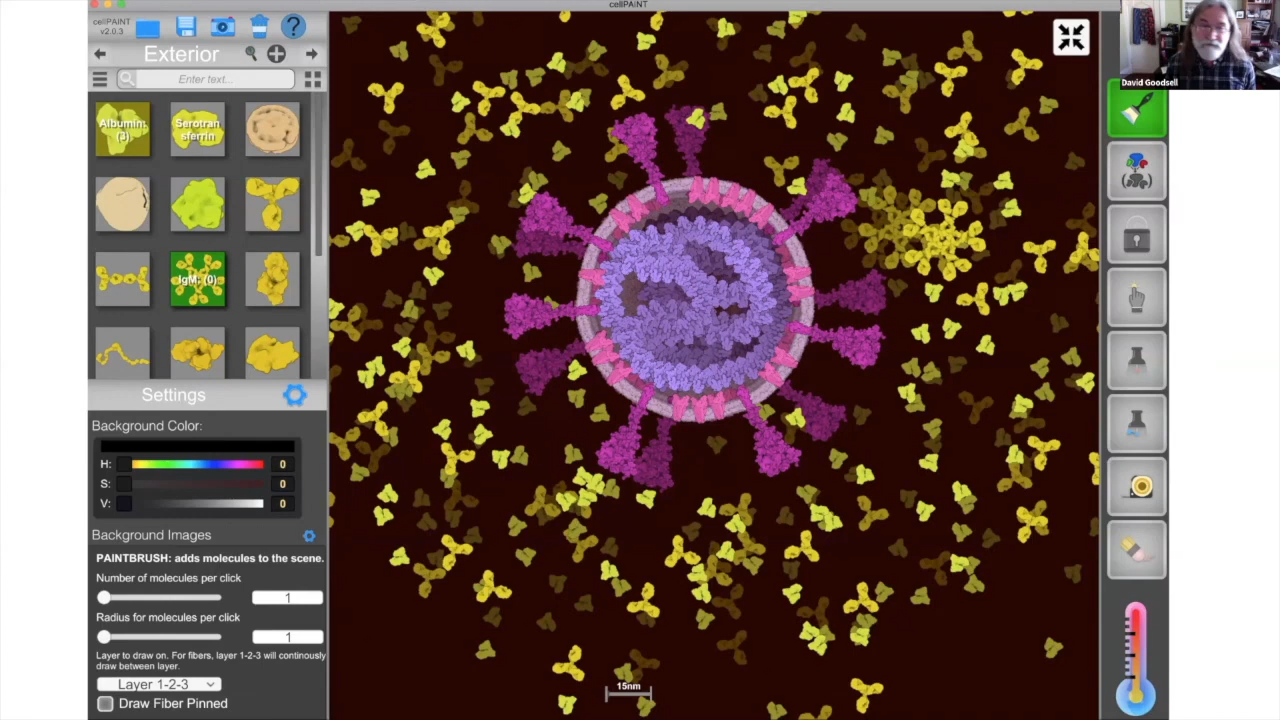 cellPAINT
cellPAINT
v2.0.3
?
Exterior
Enter text...
Albumin:
(3)
Serotran
sferrin
IgM: (0)
Settings
Background Color:
H: 0
S: 0
V: 0
Background Images
PAINTBRUSH: adds molecules to the scene.
Number of molecules per click
1
Radius for molecules per click
1
Layer to draw on. For fibers, layer 1-2-3 will continously
draw between layer.
Layer 1-2-3
Draw Fiber Pinned
15nm
David Goodsell